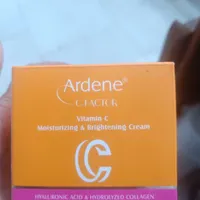 Ardene®
C-FACTOR
Vitamin C
Moisturizing & Brightening Cream
HYALURONIC ACID & HYDROLYZED COLLAGEN